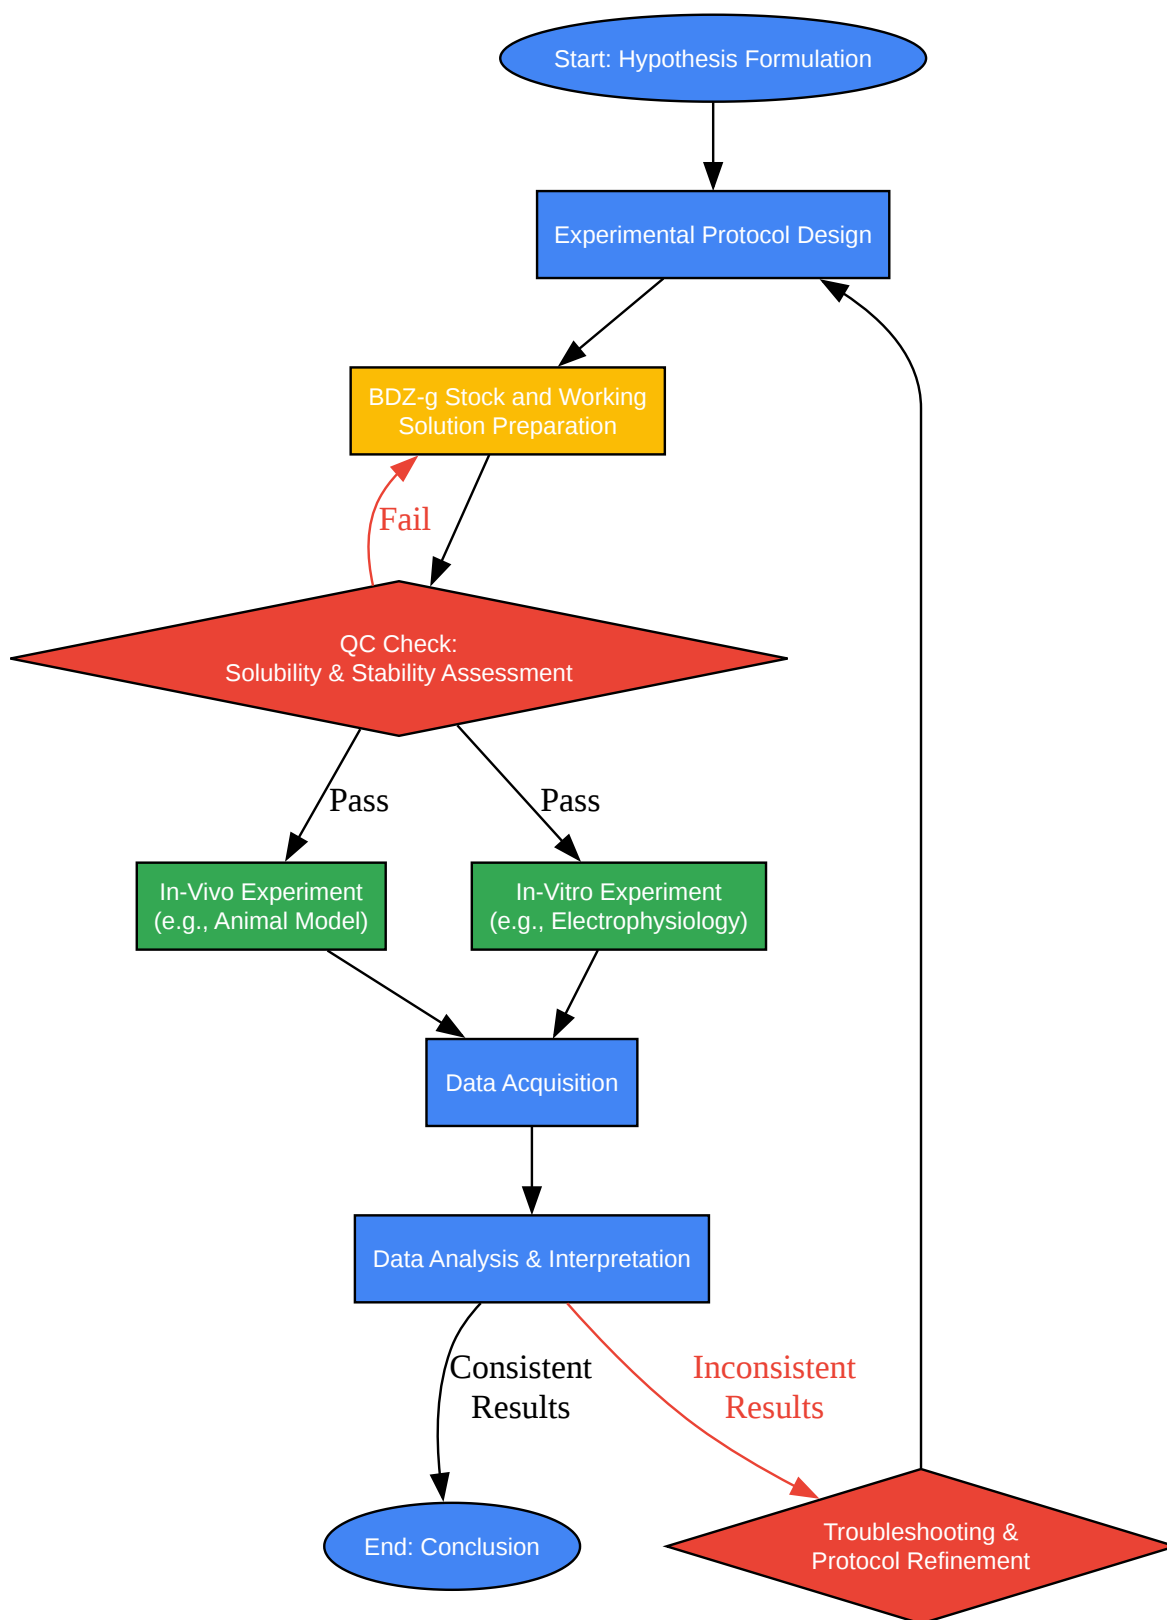 Start: Hypothesis Formulation
Experimental Protocol Design
BDZ-g Stock and Working
Solution Preparation
Fail
QC Check:
Solubility & Stability Assessment
Pass
Pass
In-Vivo Experiment
(e.g., Animal Model)
In-Vitro Experiment
(e.g., Electrophysiology)
Data Acquisition
Data Analysis & Interpretation
Consistent
Results
Inconsistent
Results
End: Conclusion
Troubleshooting &
Protocol Refinement